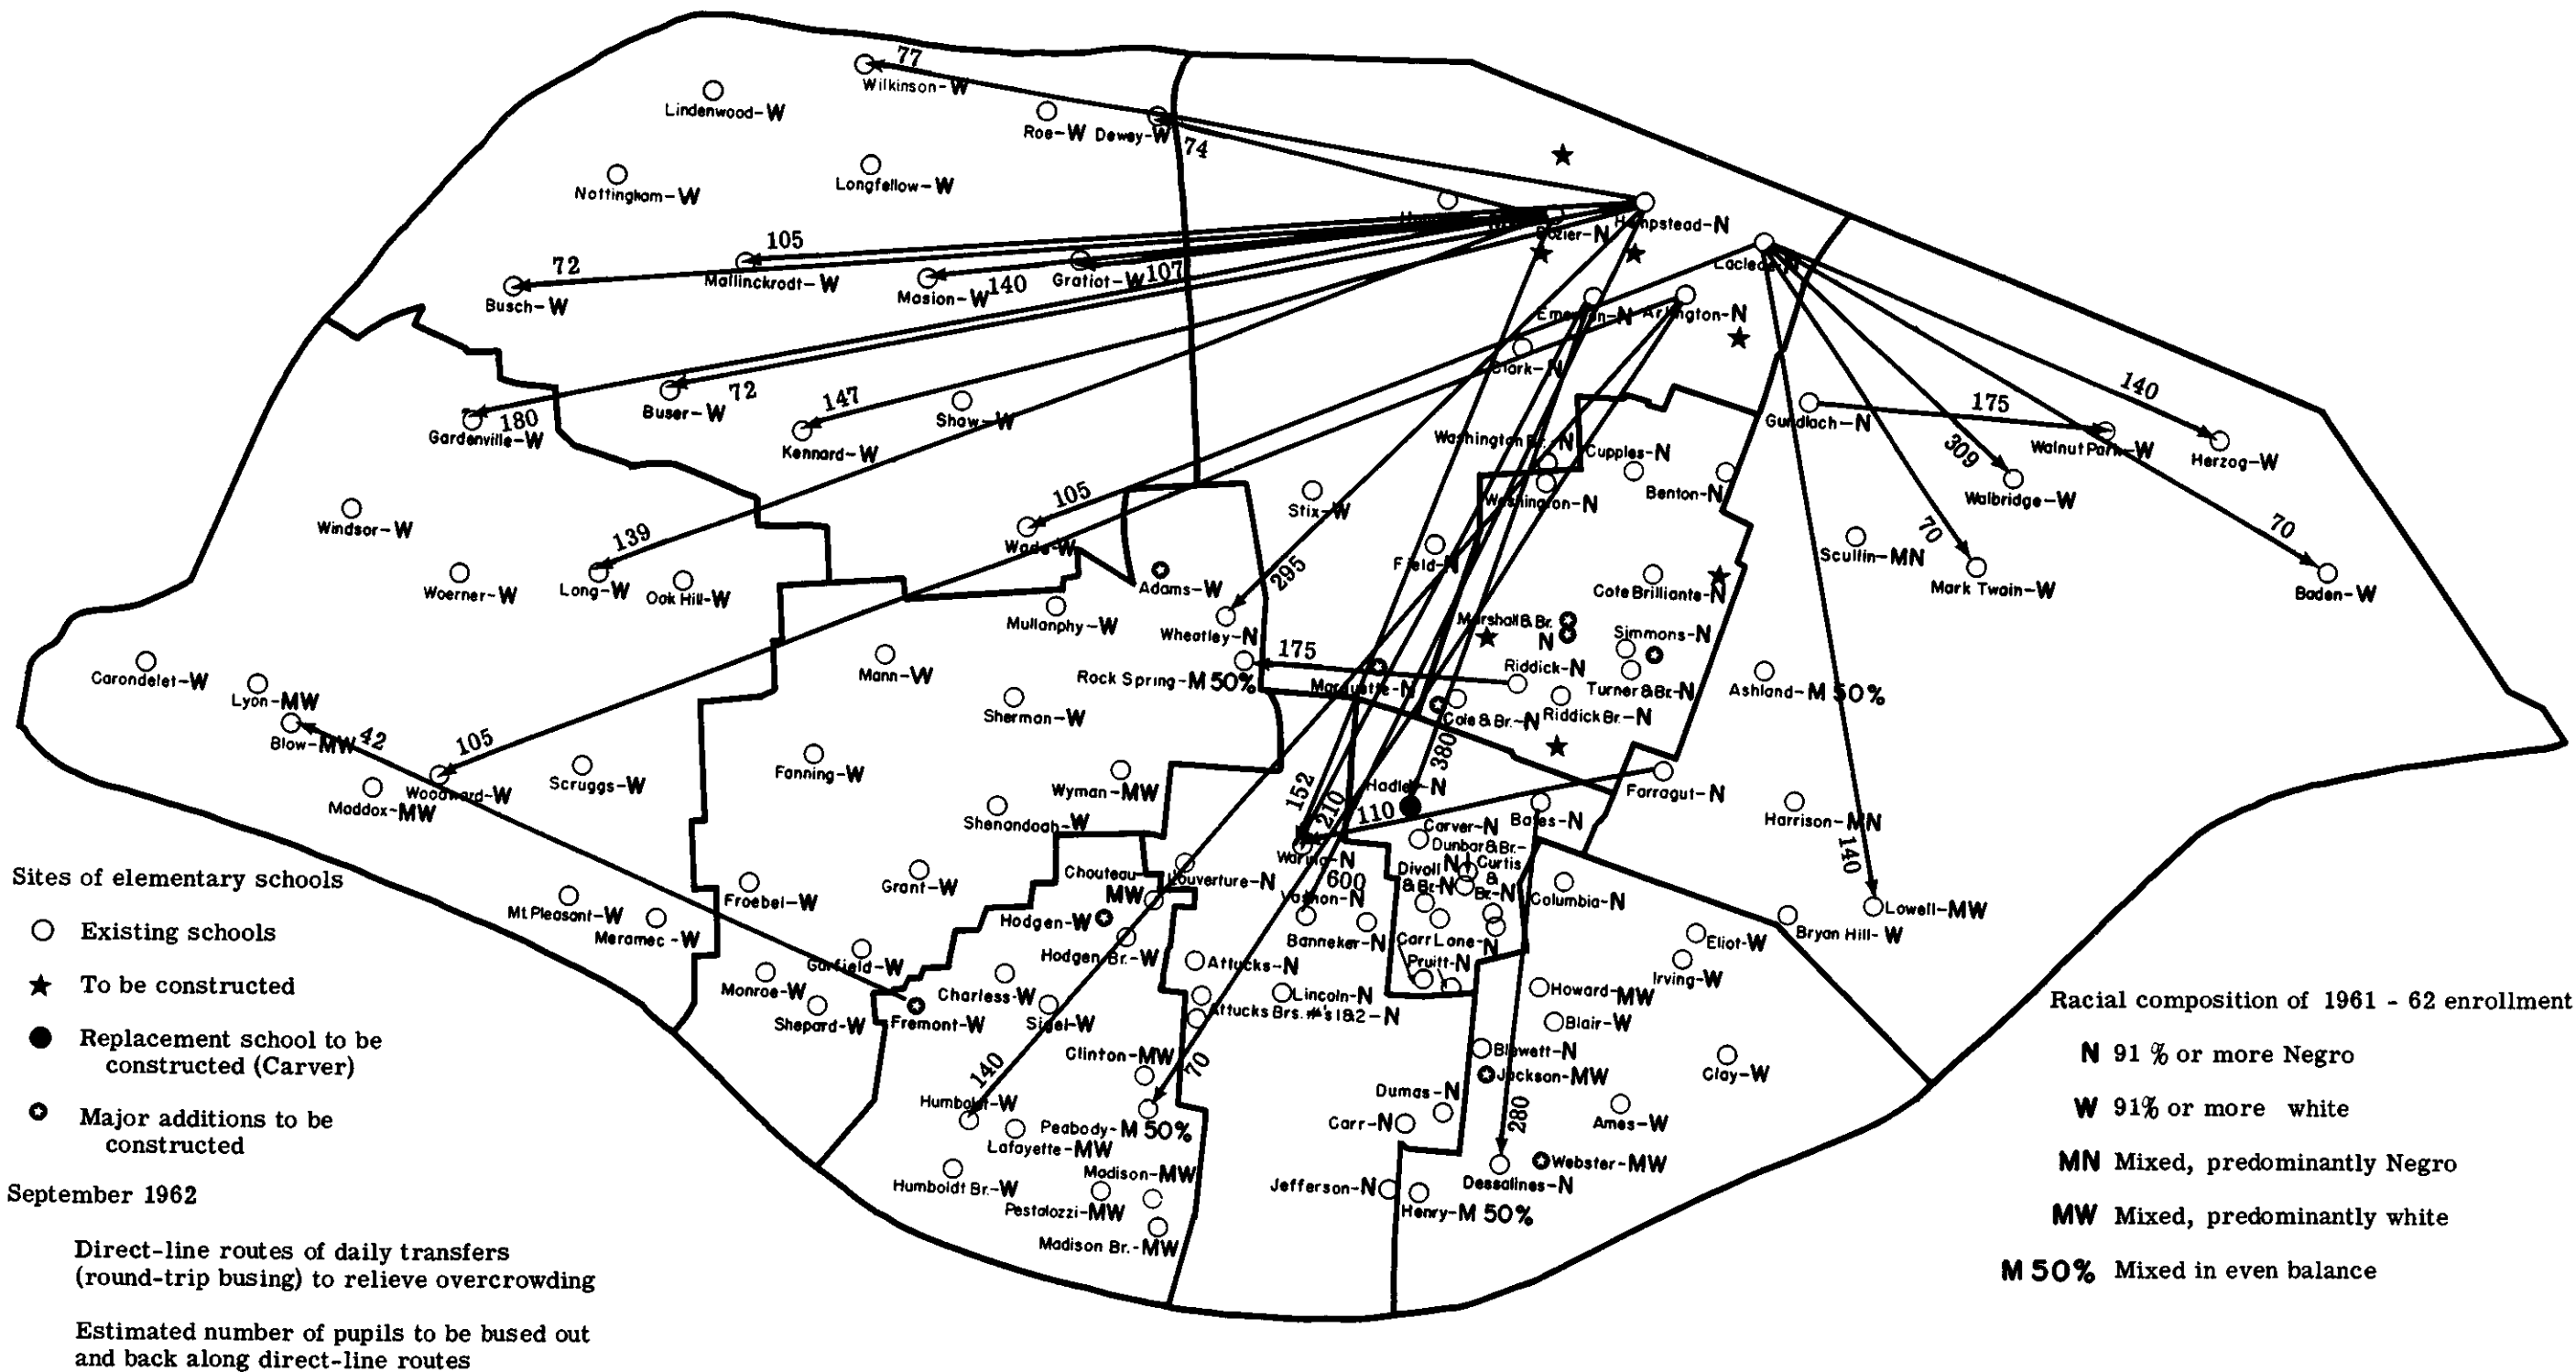 77
Wilkinson-W
Lindenwood-W
Roe-W
Dewey-W
74
Nottingham-W
Longfellow-W
Hempstead-N
Dozier-N
105
72
Mallinckrodt-W
Masion-W
140
Gratiot-W
107
Busch-W
Laclede-N
Emerson-N
Arlington-N
Clark-N
180
Gardenville-W
Buser-W
72
147
Kennard-W
Shaw-W
Washington Br.-N
Cupples-N
Gundlach-N
175
140
309
Walnut Park-W
Herzog-W
Windsor-W
105
Stix-W
Washington-N
Benton-N
Walbridge-W
139
Wade-W
Field-N
Scullin-MN
70
70
Woerner-W
Long-W
Oak Hill-W
Adams-W
295
Cote Brilliante-N
Mark Twain-W
Baden-W
Mullanphy-W
Wheatley-N
Marshall & Br.
N
Simmons-N
Carondelet-W
Lyon-MW
Mann-W
Rock Spring-M 50%
175
Marquette-N
Riddick-N
Turner & Br.-N
Ashland-M 50%
Blow-MW
42
105
Sherman-W
Cole & Br.-N
Riddick Br.-N
Maddox-MW
Woodward-W
Scruggs-W
Fanning-W
Wyman-MW
152
210
380
Hadley-N
Farragut-N
Shenandoah-W
110
Carver-N
Bates-N
Harrison-MN
Waring-N
Dunbar & Br.-
N
140
Sites of elementary schools
Grant-W
Chouteau-
MW
Louverture-N
600
Divoll
& Br.-N
Curtis
&
Br.-N
Existing schools
Mt. Pleasant-W
Meramec-W
Froebel-W
Hodgen-W
Vashon-N
Columbia-N
Lowell-MW
Garfield-W
Hodgen Br.-W
Banneker-N
Carr Lane-N
Eliot-W
Bryan Hill-W
To be constructed
Monroe-W
Charless-W
Attucks-N
Pruitt-N
Irving-W
Shepard-W
Fremont-W
Sigel-W
Lincoln-N
Howard-MW
Attucks Brs. #'s 1&2-N
Blair-W
Replacement school to be
constructed (Carver)
Clinton-MW
Blewett-N
140
70
Jackson-MW
Clay-W
Major additions to be
constructed
Humboldt-W
Dumas-N
280
Ames-W
Peabody-M 50%
Carr-N
Lafayette-MW
Madison-MW
Webster-MW
Humboldt Br.-W
Jefferson-N
Dessalines-N
Pestalozzi-MW
Henry-M 50%
Madison Br.-MW
September 1962
Direct-line routes of daily transfers
(round-trip busing) to relieve overcrowding
Estimated number of pupils to be bused out
and back along direct-line routes
Racial composition of 1961 - 62 enrollment
N 91 % or more Negro
W 91% or more white
MN Mixed, predominantly Negro
MW Mixed, predominantly white
M 50% Mixed in even balance